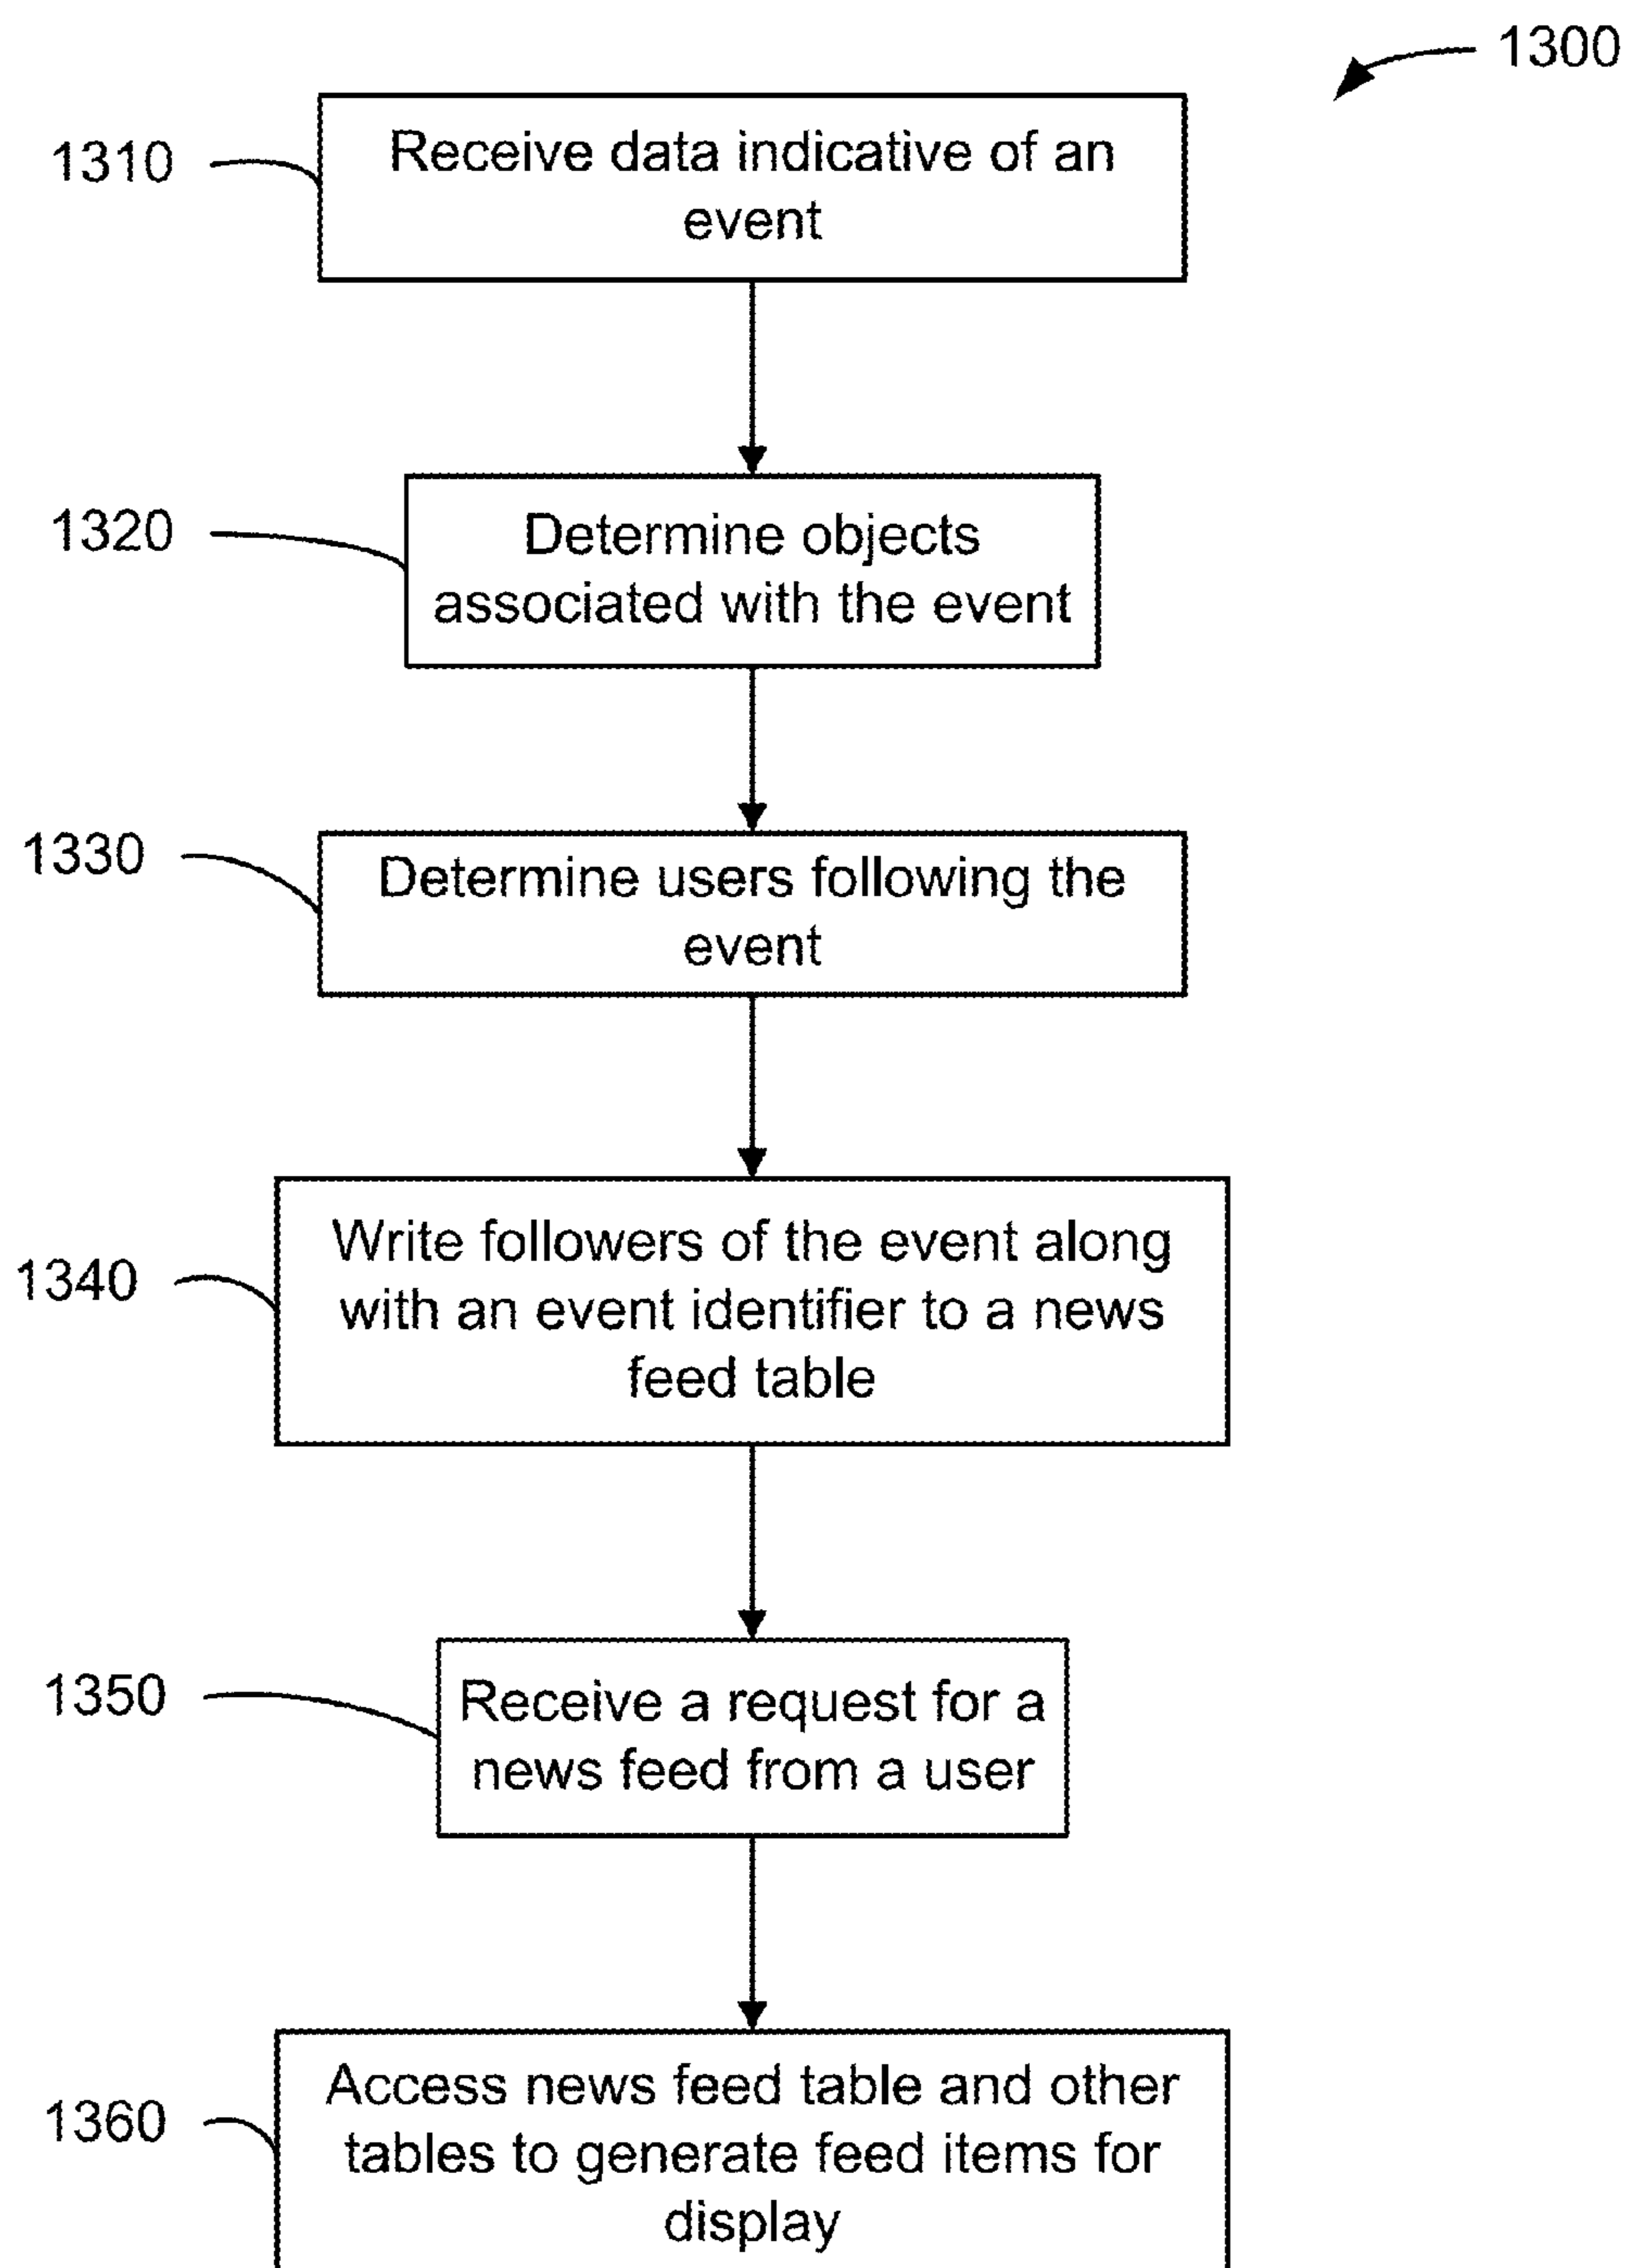 1300
1310
Receive data indicative of an
event
1320
Determine objects
associated with the event
1330
Determine users following the
event
1340
Write followers of the event along
with an event identifier to a news
feed table
1350
Receive a request for a
news feed from a user
1360
Access news feed table and other
tables to generate feed items for
display